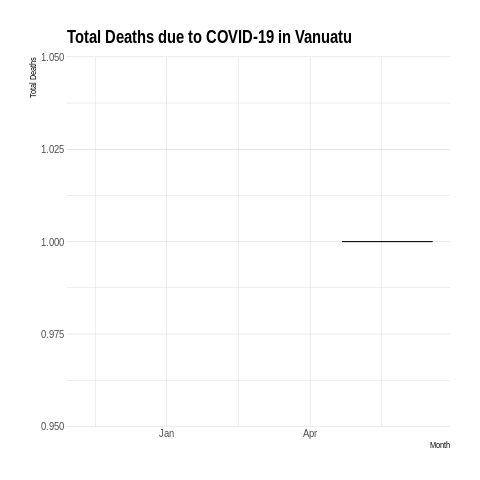 Total Deaths due to COVID-19 in Vanuatu
Total Deaths
1.050
1.025
1.000
0.975
0.950
Jan
Apr
Month